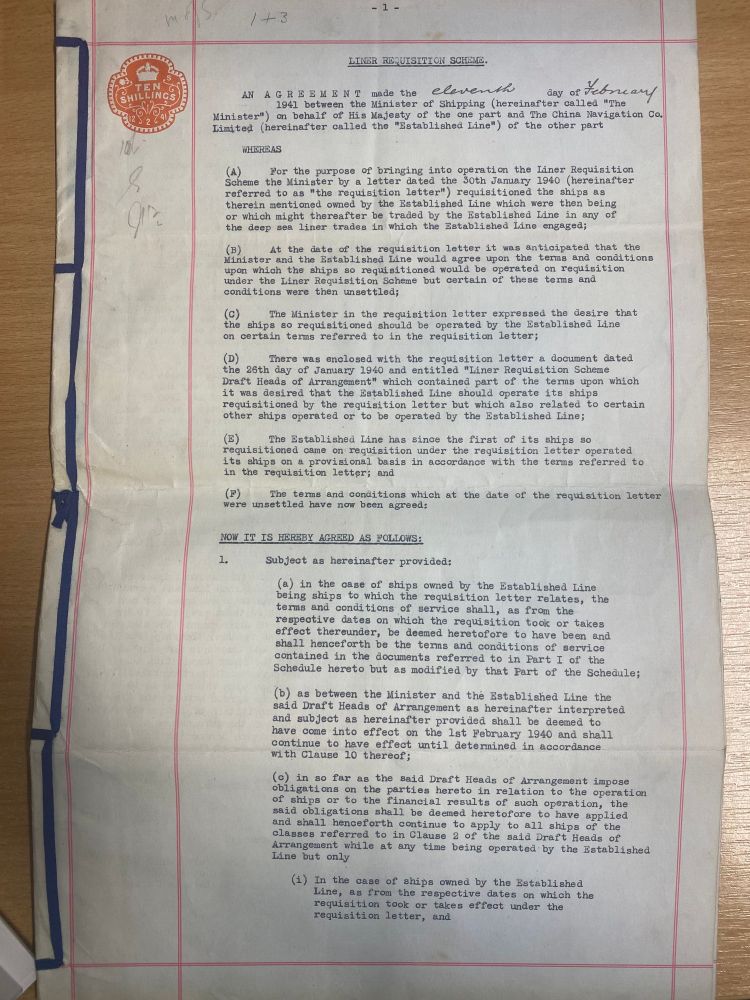 - 1 -
1 + 3
LINER REQUISITION SCHEME.
TEN
SHILLINGS
AN AGREEMENT made the eleventh day of February
1941 between the Minister of Shipping (hereinafter called "The
Minister") on behalf of His Majesty of the one part and The China Navigation Co.
Limited (hereinafter called the "Established Line") of the other part
WHEREAS
(A) For the purpose of bringing into operation the Liner Requisition
Scheme the Minister by a letter dated the 30th January 1940 (hereinafter
referred to as "the requisition letter") requisitioned the ships as
therein mentioned owned by the Established Line which were then being
or which might thereafter be traded by the Established Line in any of
the deep sea liner trades in which the Established Line engaged;
(B) At the date of the requisition letter it was anticipated that the
Minister and the Established Line would agree upon the terms and conditions
upon which the ships so requisitioned would be operated on requisition
under the Liner Requisition Scheme but certain of these terms and
conditions were then unsettled;
(C) The Minister in the requisition letter expressed the desire that
the ships so requisitioned should be operated by the Established Line
on certain terms referred to in the requisition letter;
(D) There was enclosed with the requisition letter a document dated
the 26th day of January 1940 and entitled "Liner Requisition Scheme
Draft Heads of Arrangement" which contained part of the terms upon which
it was desired that the Established Line should operate its ships
requisitioned by the requisition letter but which also related to certain
other ships operated or to be operated by the Established Line;
(E) The Established Line has since the first of its ships so
requisitioned came on requisition under the requisition letter operated
its ships on a provisional basis in accordance with the terms referred to
in the requisition letter; and
(F) The terms and conditions which at the date of the requisition letter
were unsettled have now been agreed:
NOW IT IS HEREBY AGREED AS FOLLOWS:
1. Subject as hereinafter provided:
(a) in the case of ships owned by the Established Line
being ships to which the requisition letter relates, the
terms and conditions of service shall, as from the
respective dates on which the requisition took or takes
effect thereunder, be deemed heretofore to have been and
shall henceforth be the terms and conditions of service
contained in the documents referred to in Part I of the
Schedule hereto but as modified by that Part of the Schedule;
(b) as between the Minister and the Established Line the
said Draft Heads of Arrangement as hereinafter interpreted
and subject as hereinafter provided shall be deemed to
have come into effect on the 1st February 1940 and shall
continue to have effect until determined in accordance
with Clause 10 thereof;
(c) in so far as the said Draft Heads of Arrangement impose
obligations on the parties hereto in relation to the operation
of ships or to the financial results of such operation, the
said obligations shall be deemed heretofore to have applied
and shall henceforth continue to apply to all ships of the
classes referred to in Clause 2 of the said Draft Heads of
Arrangement while at any time being operated by the Established
Line but only
(i) In the case of ships owned by the Established
Line, as from the respective dates on which the
requisition took or takes effect under the
requisition letter, and